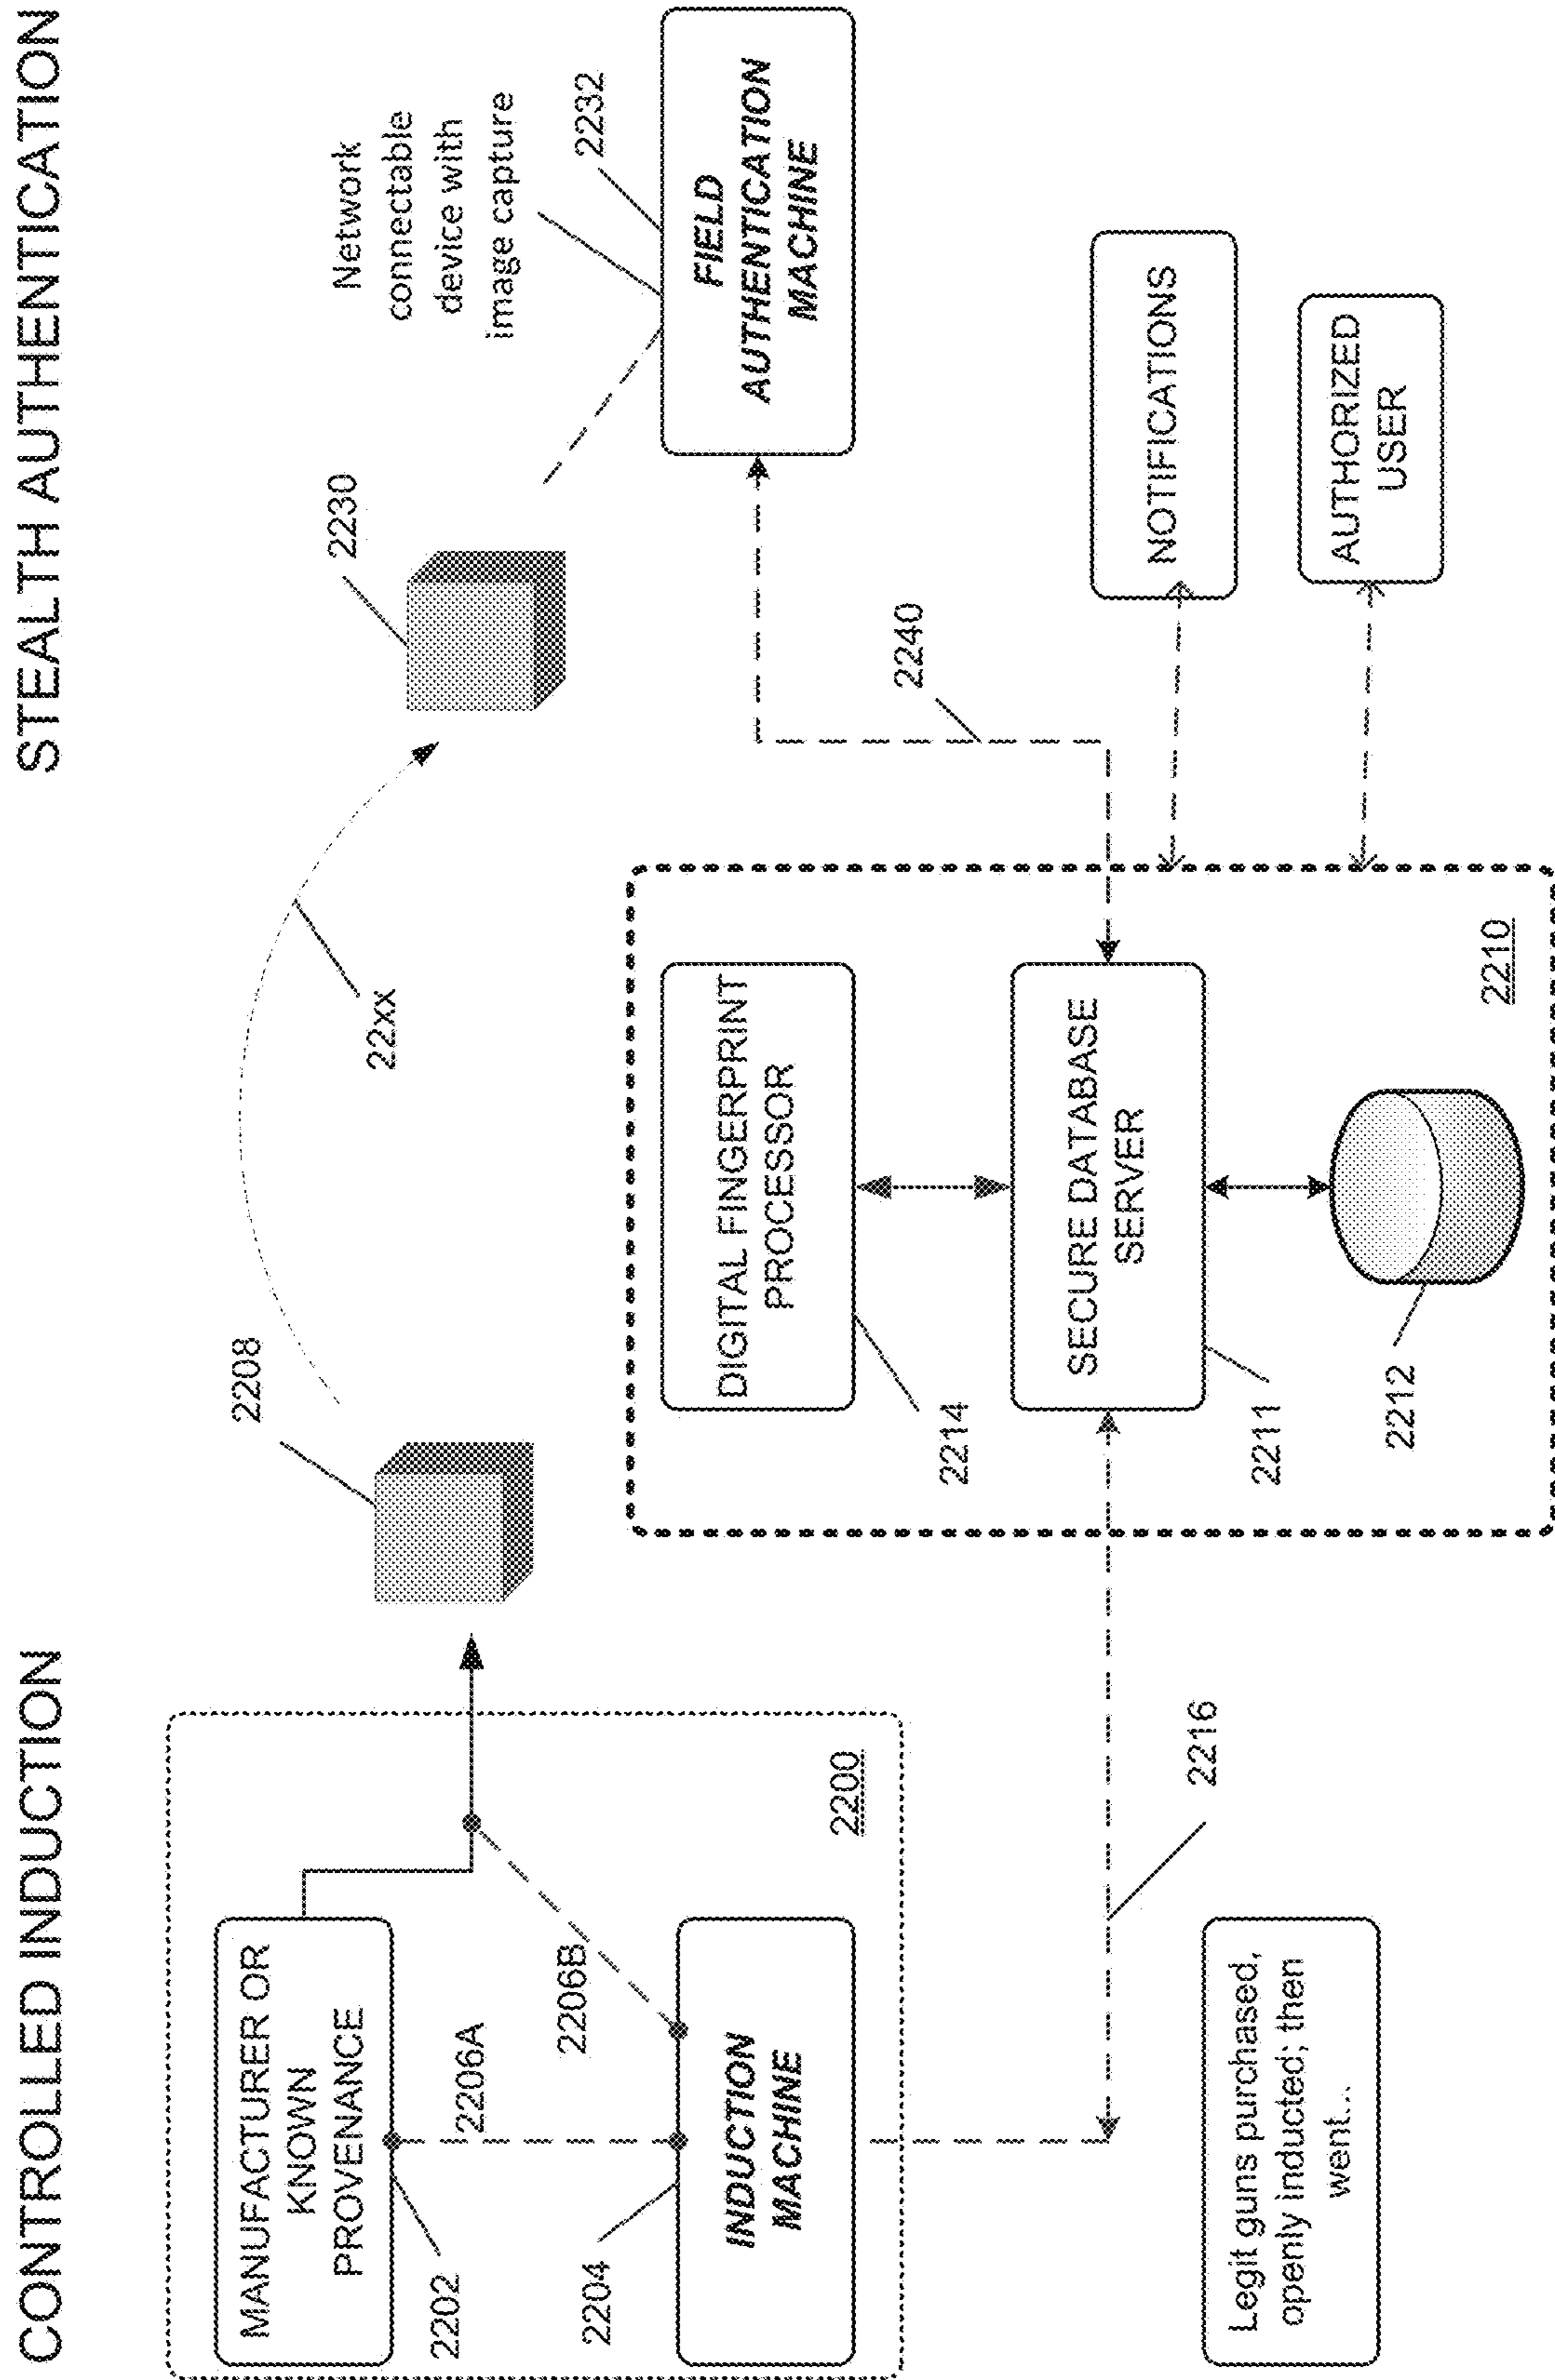 CONTROLLED INDUCTION
STEALTH AUTHENTICATION
MANUFACTURER OR
KNOWN
PROVENANCE
2202
2206A
2206B
2204
INDUCTION
MACHINE
2200
2208
22xx
2230
Network
connectable
device with
image capture
2232
FIELD
AUTHENTICATION
MACHINE
DIGITAL FINGERPRINT
PROCESSOR
2214
SECURE DATABASE
SERVER
2211
2212
2210
2240
NOTIFICATIONS
AUTHORIZED
USER
2216
Legit guns purchased,
openly inducted; then
went...